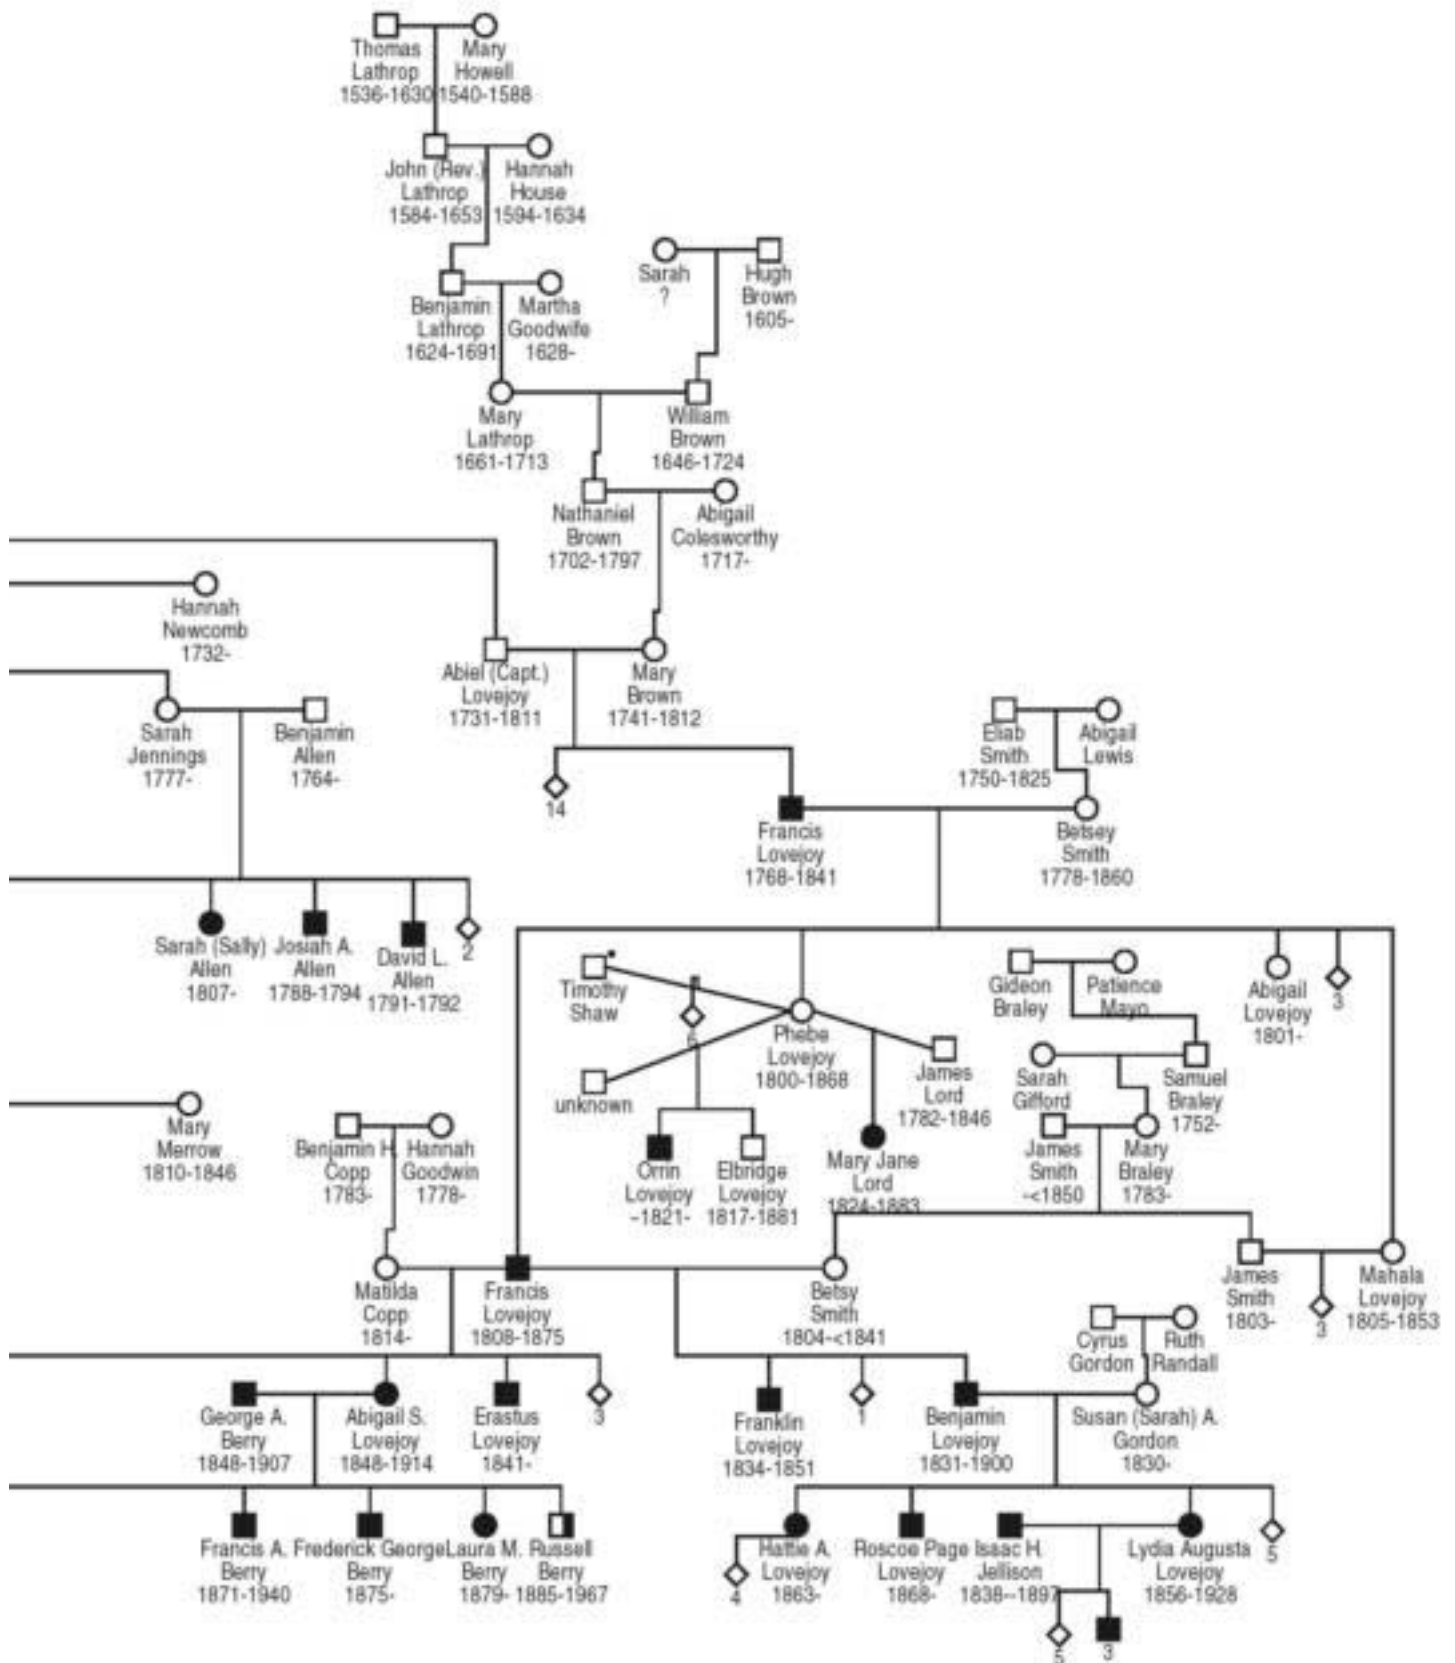 Thomas
Lathrop
1536-1630
Mary
Howell
1540-1588
John (Rev.)
Lathrop
1584-1653
Hannah
House
1594-1634
Sarah
?
Hugh
Brown
1605-
Benjamin
Lathrop
1624-1691
Martha
Goodwife
1628-
Mary
Lathrop
1661-1713
William
Brown
1646-1724
Nathaniel
Brown
1702-1797
Abigail
Colesworthy
1717-
Hannah
Newcomb
1732-
Abiel (Capt.)
Lovejoy
1731-1811
Mary
Brown
1741-1812
Sarah
Jennings
1777-
Benjamin
Allen
1764-
Eliab
Smith
1750-1825
Abigail
Lewis
14
Francis
Lovejoy
1768-1841
Betsey
Smith
1778-1860
Sarah (Sally)
Allen
1807-
Josiah A.
Allen
1788-1794
David L.
Allen
1791-1792
2
Timothy
Shaw
6
Phebe
Lovejoy
1800-1868
Gideon
Braley
Patience
Mayo
Abigail
Lovejoy
1801-
3
unknown
James
Lord
1782-1846
Sarah
Gifford
Samuel
Braley
1752-
Mary
Merrow
1810-1846
Benjamin H.
Copp
1783-
Hannah
Goodwin
1778-
Orrin
Lovejoy
~1821-
Elbridge
Lovejoy
1817-1881
Mary Jane
Lord
1824-1883
James
Smith
-<1850
Mary
Braley
1783-
Matilda
Copp
1814-
Francis
Lovejoy
1808-1875
Betsy
Smith
1804-<1841
James
Smith
1803-
3
Mahala
Lovejoy
1805-1853
Cyrus
Gordon
Ruth
Randall
George A.
Berry
1848-1907
Abigail S.
Lovejoy
1848-1914
Erastus
Lovejoy
1841-
3
Franklin
Lovejoy
1834-1851
1
Benjamin
Lovejoy
1831-1900
Susan (Sarah) A.
Gordon
1830-
Francis A.
Berry
1871-1940
Frederick George
Berry
1875-
Laura M.
Berry
1879-
Russell
Berry
1885-1967
4
Hattie A.
Lovejoy
1863-
Roscoe Page
Lovejoy
1868-
Isaac H.
Jellison
1838--1897
Lydia Augusta
Lovejoy
1856-1928
5
5
3